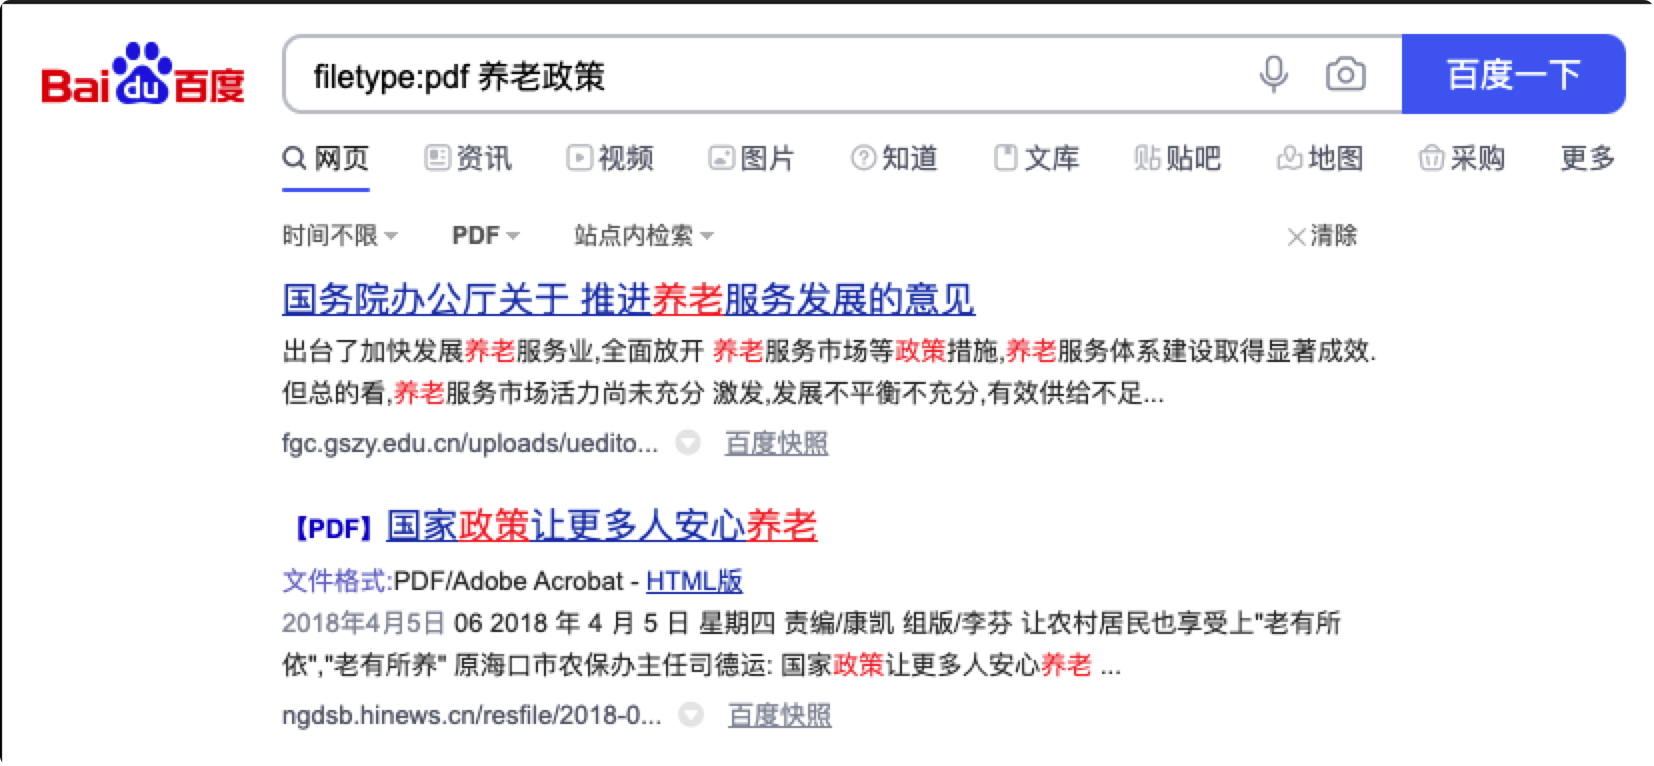 Bai du 百度
filetype:pdf 养老政策
百度一下
网页 资讯 视频 图片 知道 文库 贴吧 地图 采购 更多
时间不限 PDF 站点内检索 清除
国务院办公厅关于 推进养老服务发展的意见
出台了加快发展养老服务业,全面放开 养老服务市场等政策措施,养老服务体系建设取得显著成效.
但总的看,养老服务市场活力尚未充分 激发,发展不平衡不充分,有效供给不足...
fgc.gszy.edu.cn/uploads/uedito... 百度快照
【PDF】国家政策让更多人安心养老
文件格式:PDF/Adobe Acrobat - HTML版
2018年4月5日 06 2018 年 4 月 5 日 星期四 责编/康凯 组版/李芬 让农村居民也享受上"老有所
依","老有所养" 原海口市农保办主任司德运: 国家政策让更多人安心养老 ...
ngdsb.hinews.cn/resfile/2018-0... 百度快照